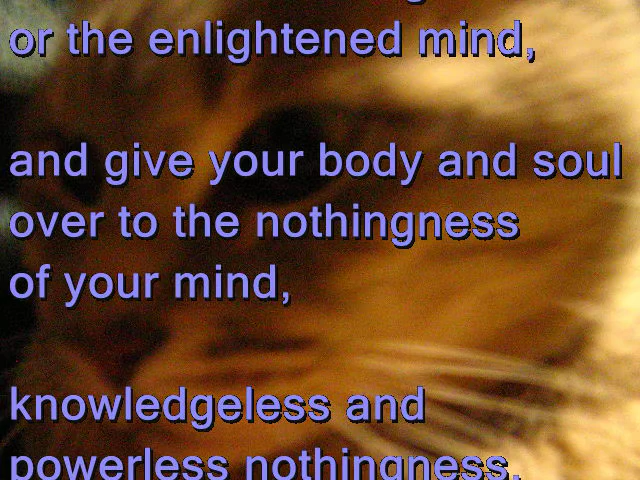 or the enlightened mind,
and give your body and soul
over to the nothingness
of your mind,
knowledgeless and
powerless nothingness.